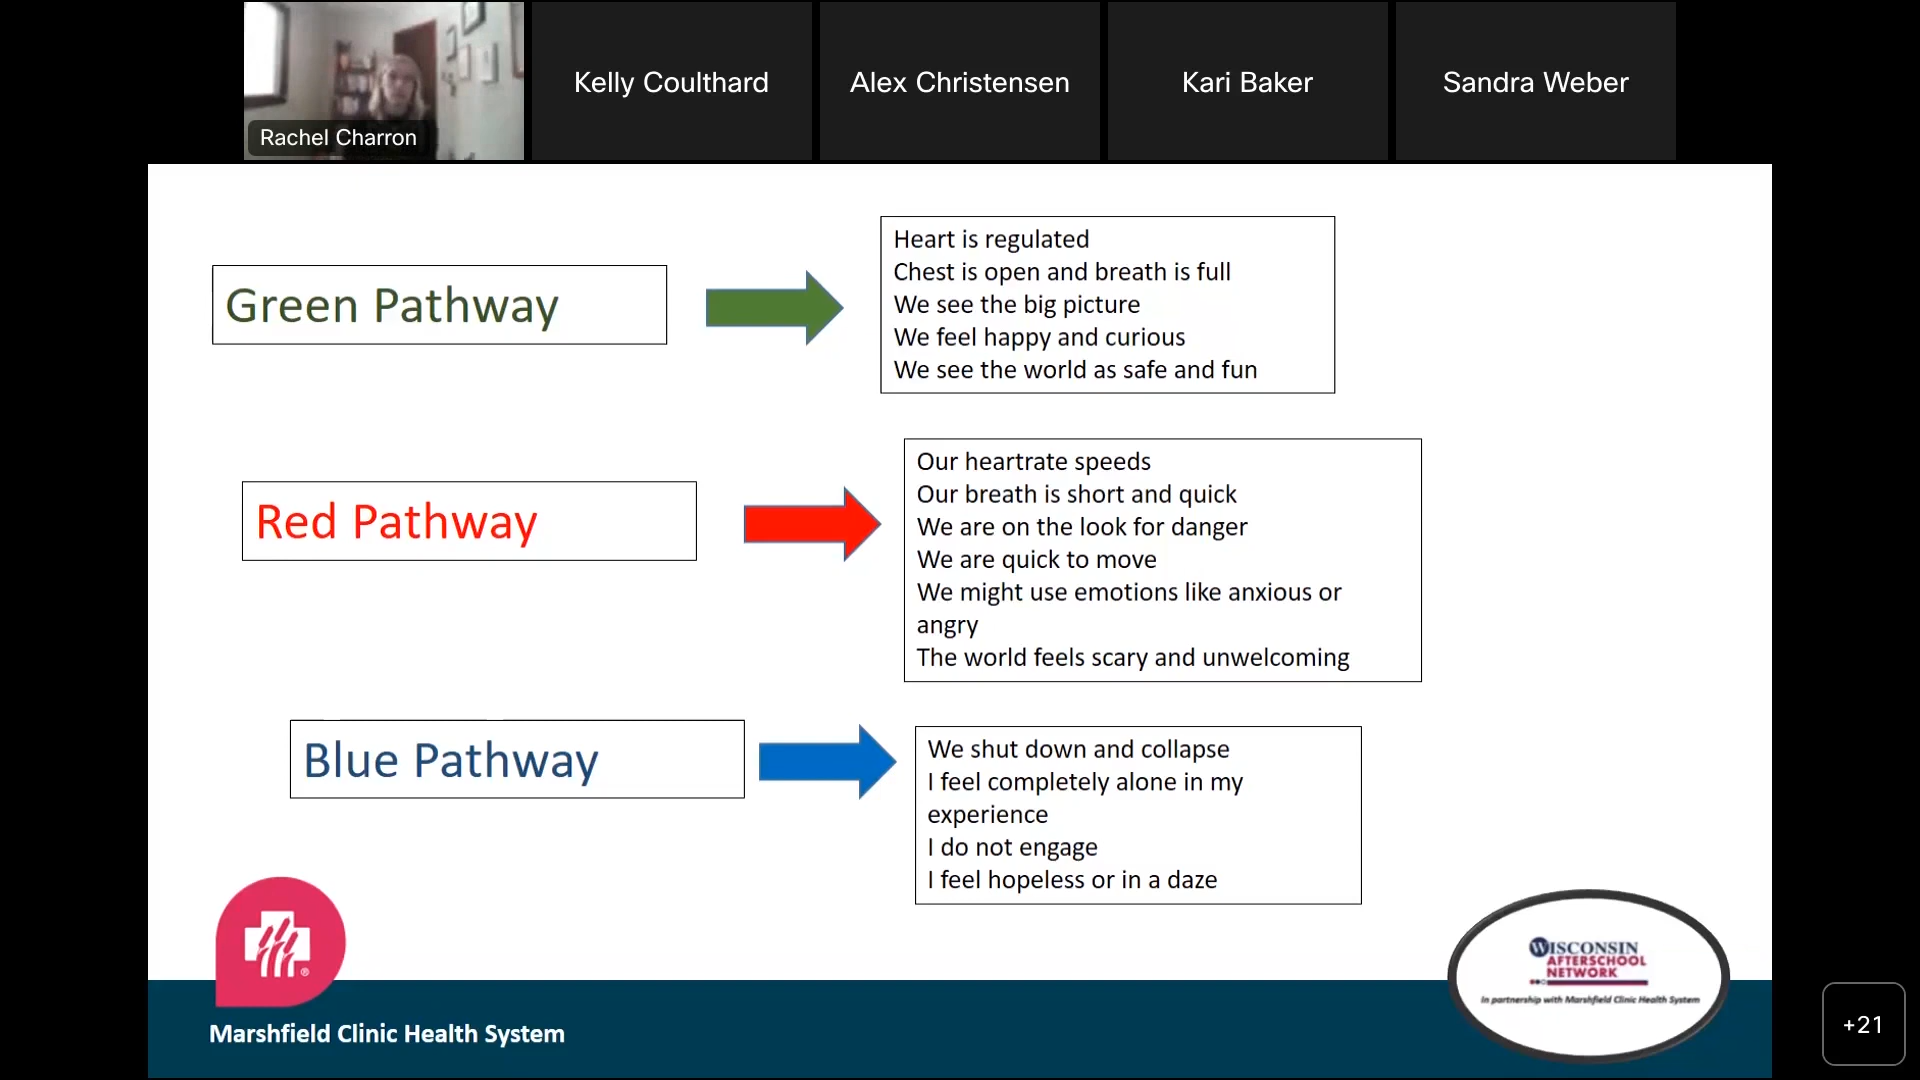 Rachel Charron
Kelly Coulthard
Alex Christensen
Kari Baker
Sandra Weber
Green Pathway
Heart is regulated
Chest is open and breath is full
We see the big picture
We feel happy and curious
We see the world as safe and fun
Red Pathway
Our heartrate speeds
Our breath is short and quick
We are on the look for danger
We are quick to move
We might use emotions like anxious or
angry
The world feels scary and unwelcoming
Blue Pathway
We shut down and collapse
I feel completely alone in my
experience
I do not engage
I feel hopeless or in a daze
®
Marshfield Clinic Health System
WISCONSIN
AFTERSCHOOL
NETWORK
In partnership with Marshfield Clinic Health System
+21